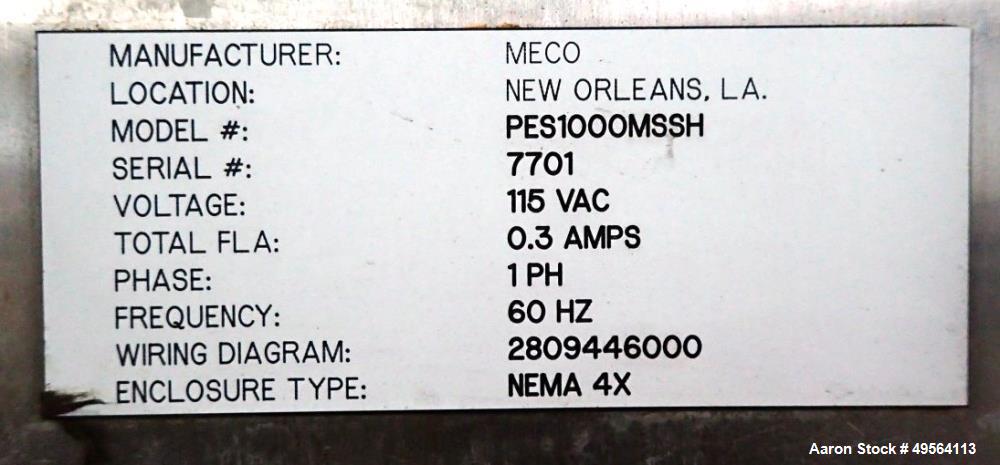 MANUFACTURER: MECO
LOCATION: NEW ORLEANS, LA.
MODEL #: PES1000MSSH
SERIAL #: 7701
VOLTAGE: 115 VAC
TOTAL FLA: 0.3 AMPS
PHASE: 1 PH
FREQUENCY: 60 HZ
WIRING DIAGRAM: 2809446000
ENCLOSURE TYPE: NEMA 4X
Aaron Stock # 49564113